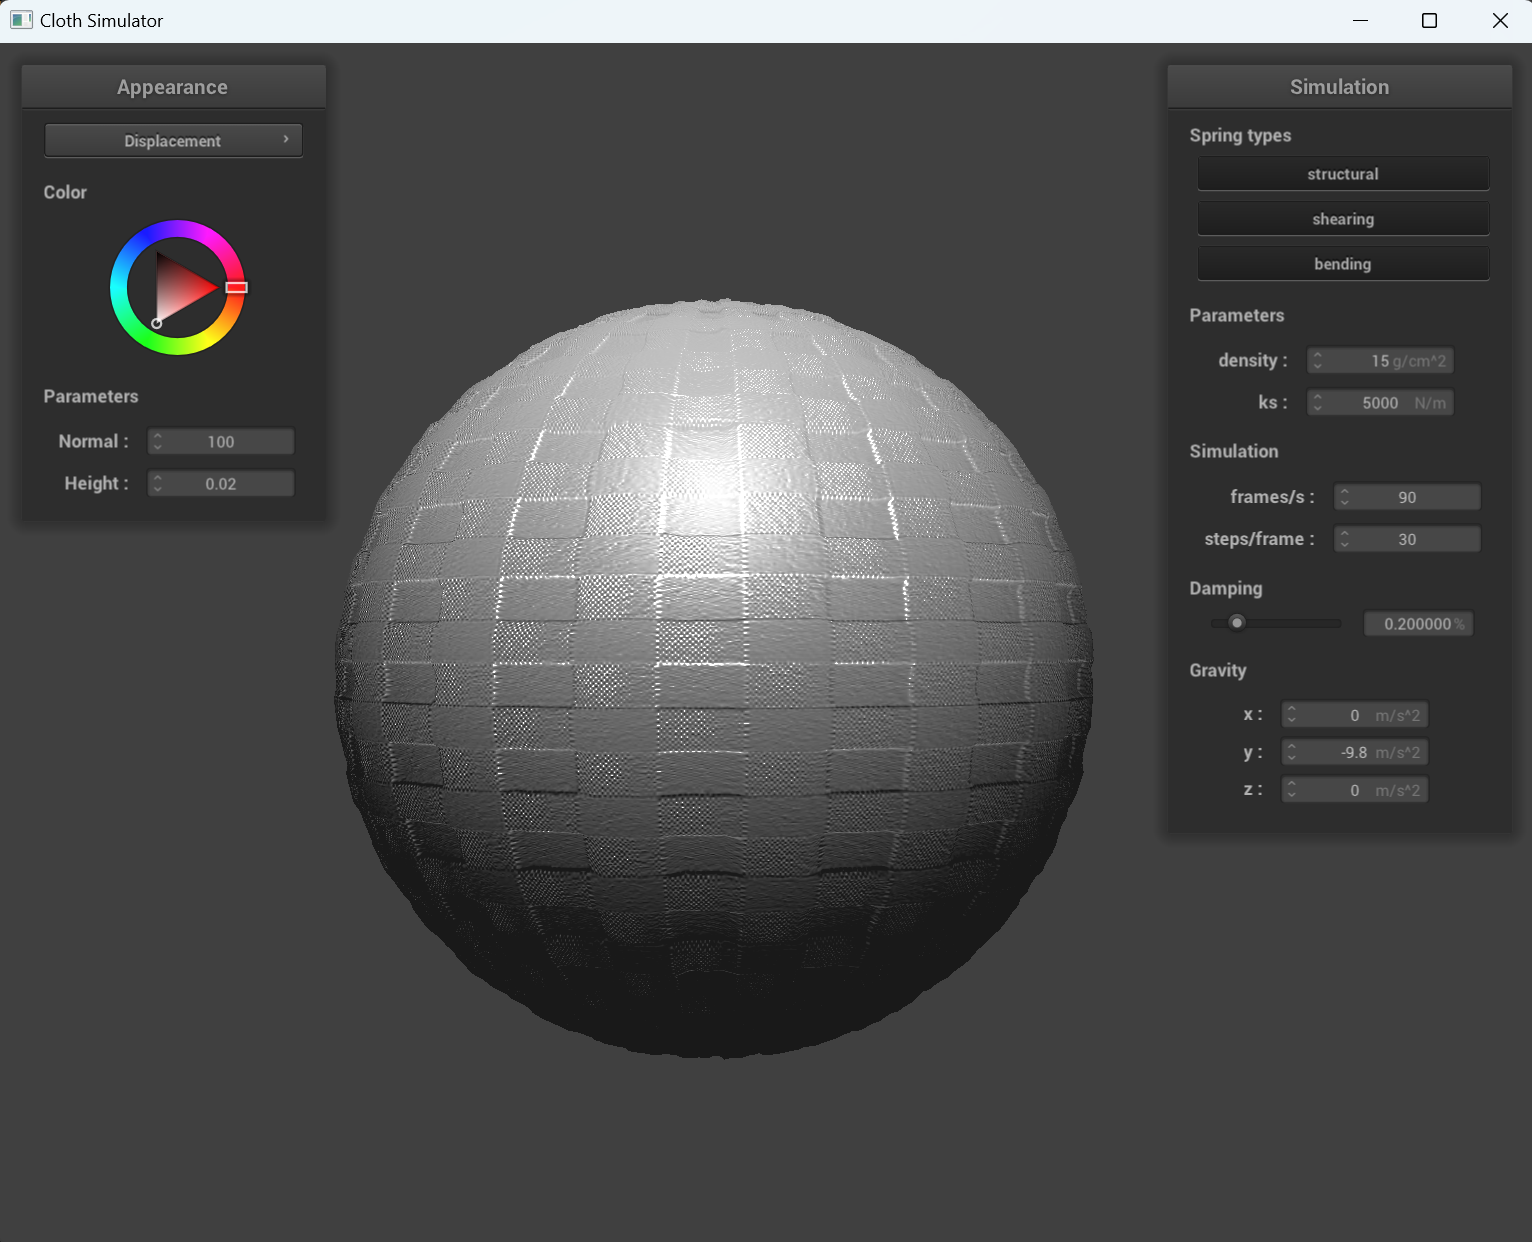 Cloth Simulator
Appearance
Displacement
Color
Parameters
Normal : 100
Height : 0.02
Simulation
Spring types
structural
shearing
bending
Parameters
density : 15 g/cm^2
ks : 5000 N/m
Simulation
frames/s : 90
steps/frame : 30
Damping
0.200000 %
Gravity
x : 0 m/s^2
y : -9.8 m/s^2
z : 0 m/s^2